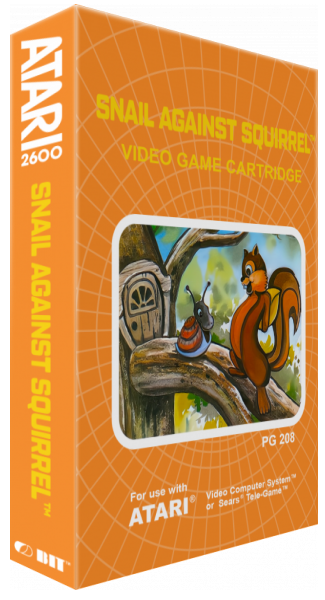 ATARI
2600
SNAIL AGAINST SQUIRREL™
BIT
SNAIL AGAINST SQUIRREL™
VIDEO GAME CARTRIDGE
PG 208
For use with
ATARI®
Video Computer System™
or Sears® Tele-Game™